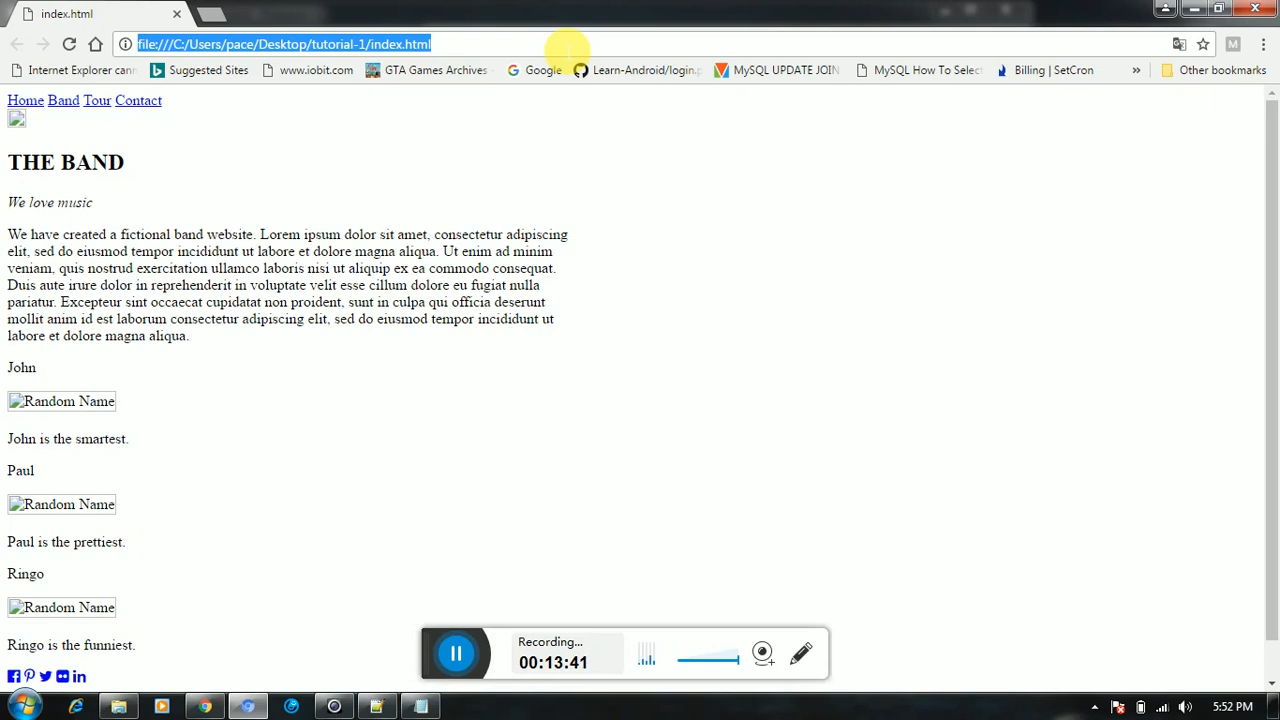 index.html
file:///C:/Users/pace/Desktop/tutorial-1/index.html
Internet Explorer cann
Suggested Sites
www.iobit.com
GTA Games Archives
Google
Learn-Android/login.p
MySQL UPDATE JOIN
MySQL How To Select
Billing | SetCron
»
Other bookmarks
M
Home Band Tour Contact
THE BAND
We love music
We have created a fictional band website. Lorem ipsum dolor sit amet, consectetur adipiscing
elit, sed do eiusmod tempor incididunt ut labore et dolore magna aliqua. Ut enim ad minim
veniam, quis nostrud exercitation ullamco laboris nisi ut aliquip ex ea commodo consequat.
Duis aute irure dolor in reprehenderit in voluptate velit esse cillum dolore eu fugiat nulla
pariatur. Excepteur sint occaecat cupidatat non proident, sunt in culpa qui officia deserunt
mollit anim id est laborum consectetur adipiscing elit, sed do eiusmod tempor incididunt ut
labore et dolore magna aliqua.
John
Random Name
John is the smartest.
Paul
Random Name
Paul is the prettiest.
Ringo
Random Name
Ringo is the funniest.
Recording...
00:13:41
5:52 PM